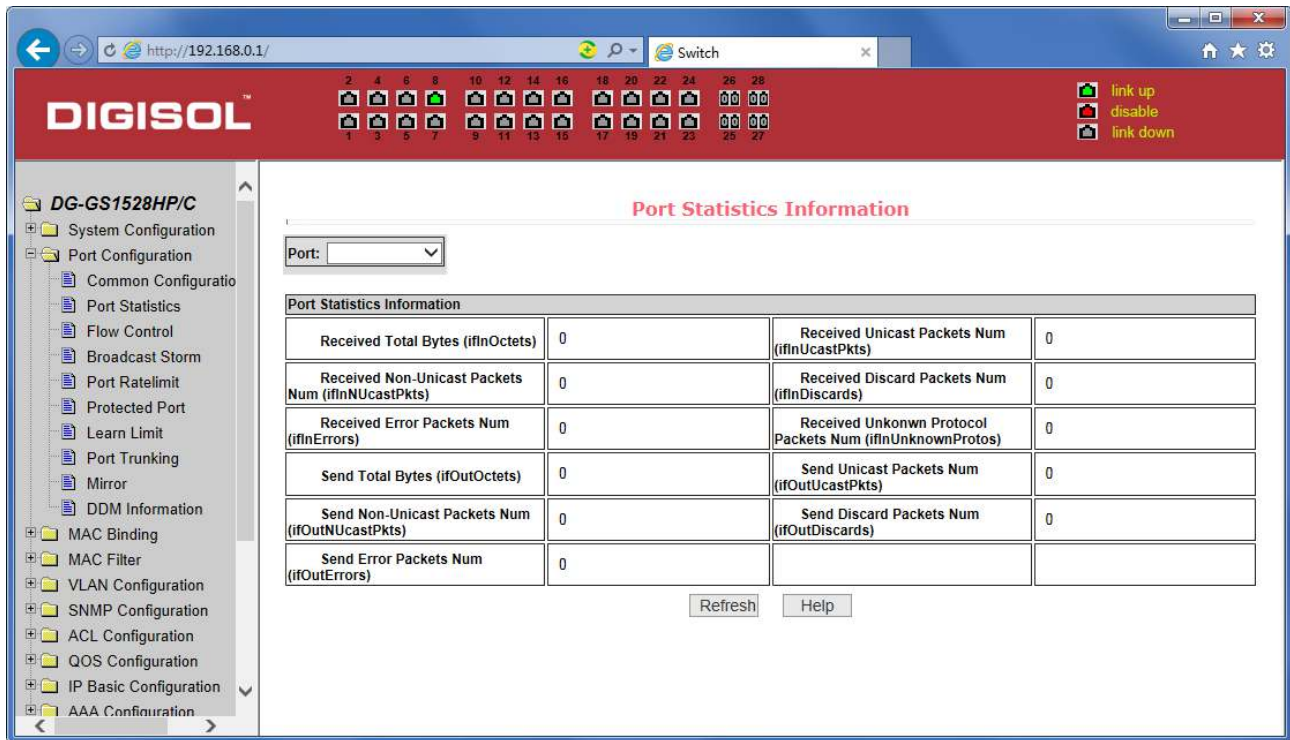 http://192.168.0.1/
Switch
DIGISOL™
2 4 6 8 10 12 14 16 18 20 22 24 26 28
1 3 5 7 9 11 13 15 17 19 21 23 25 27
link up
disable
link down
DG-GS1528HP/C
System Configuration
Port Configuration
Common Configuratio
Port Statistics
Flow Control
Broadcast Storm
Port Ratelimit
Protected Port
Learn Limit
Port Trunking
Mirror
DDM Information
MAC Binding
MAC Filter
VLAN Configuration
SNMP Configuration
ACL Configuration
QOS Configuration
IP Basic Configuration
AAA Configuration
Port Statistics Information
Port:
Port Statistics Information
Received Total Bytes (ifInOctets) 0
Received Unicast Packets Num
(ifInUcastPkts) 0
Received Non-Unicast Packets
Num (ifInNUcastPkts) 0
Received Discard Packets Num
(ifInDiscards) 0
Received Error Packets Num
(ifInErrors) 0
Received Unkonwn Protocol
Packets Num (ifInUnknownProtos) 0
Send Total Bytes (ifOutOctets) 0
Send Unicast Packets Num
(ifOutUcastPkts) 0
Send Non-Unicast Packets Num
(ifOutNUcastPkts) 0
Send Discard Packets Num
(ifOutDiscards) 0
Send Error Packets Num
(ifOutErrors) 0
Refresh Help